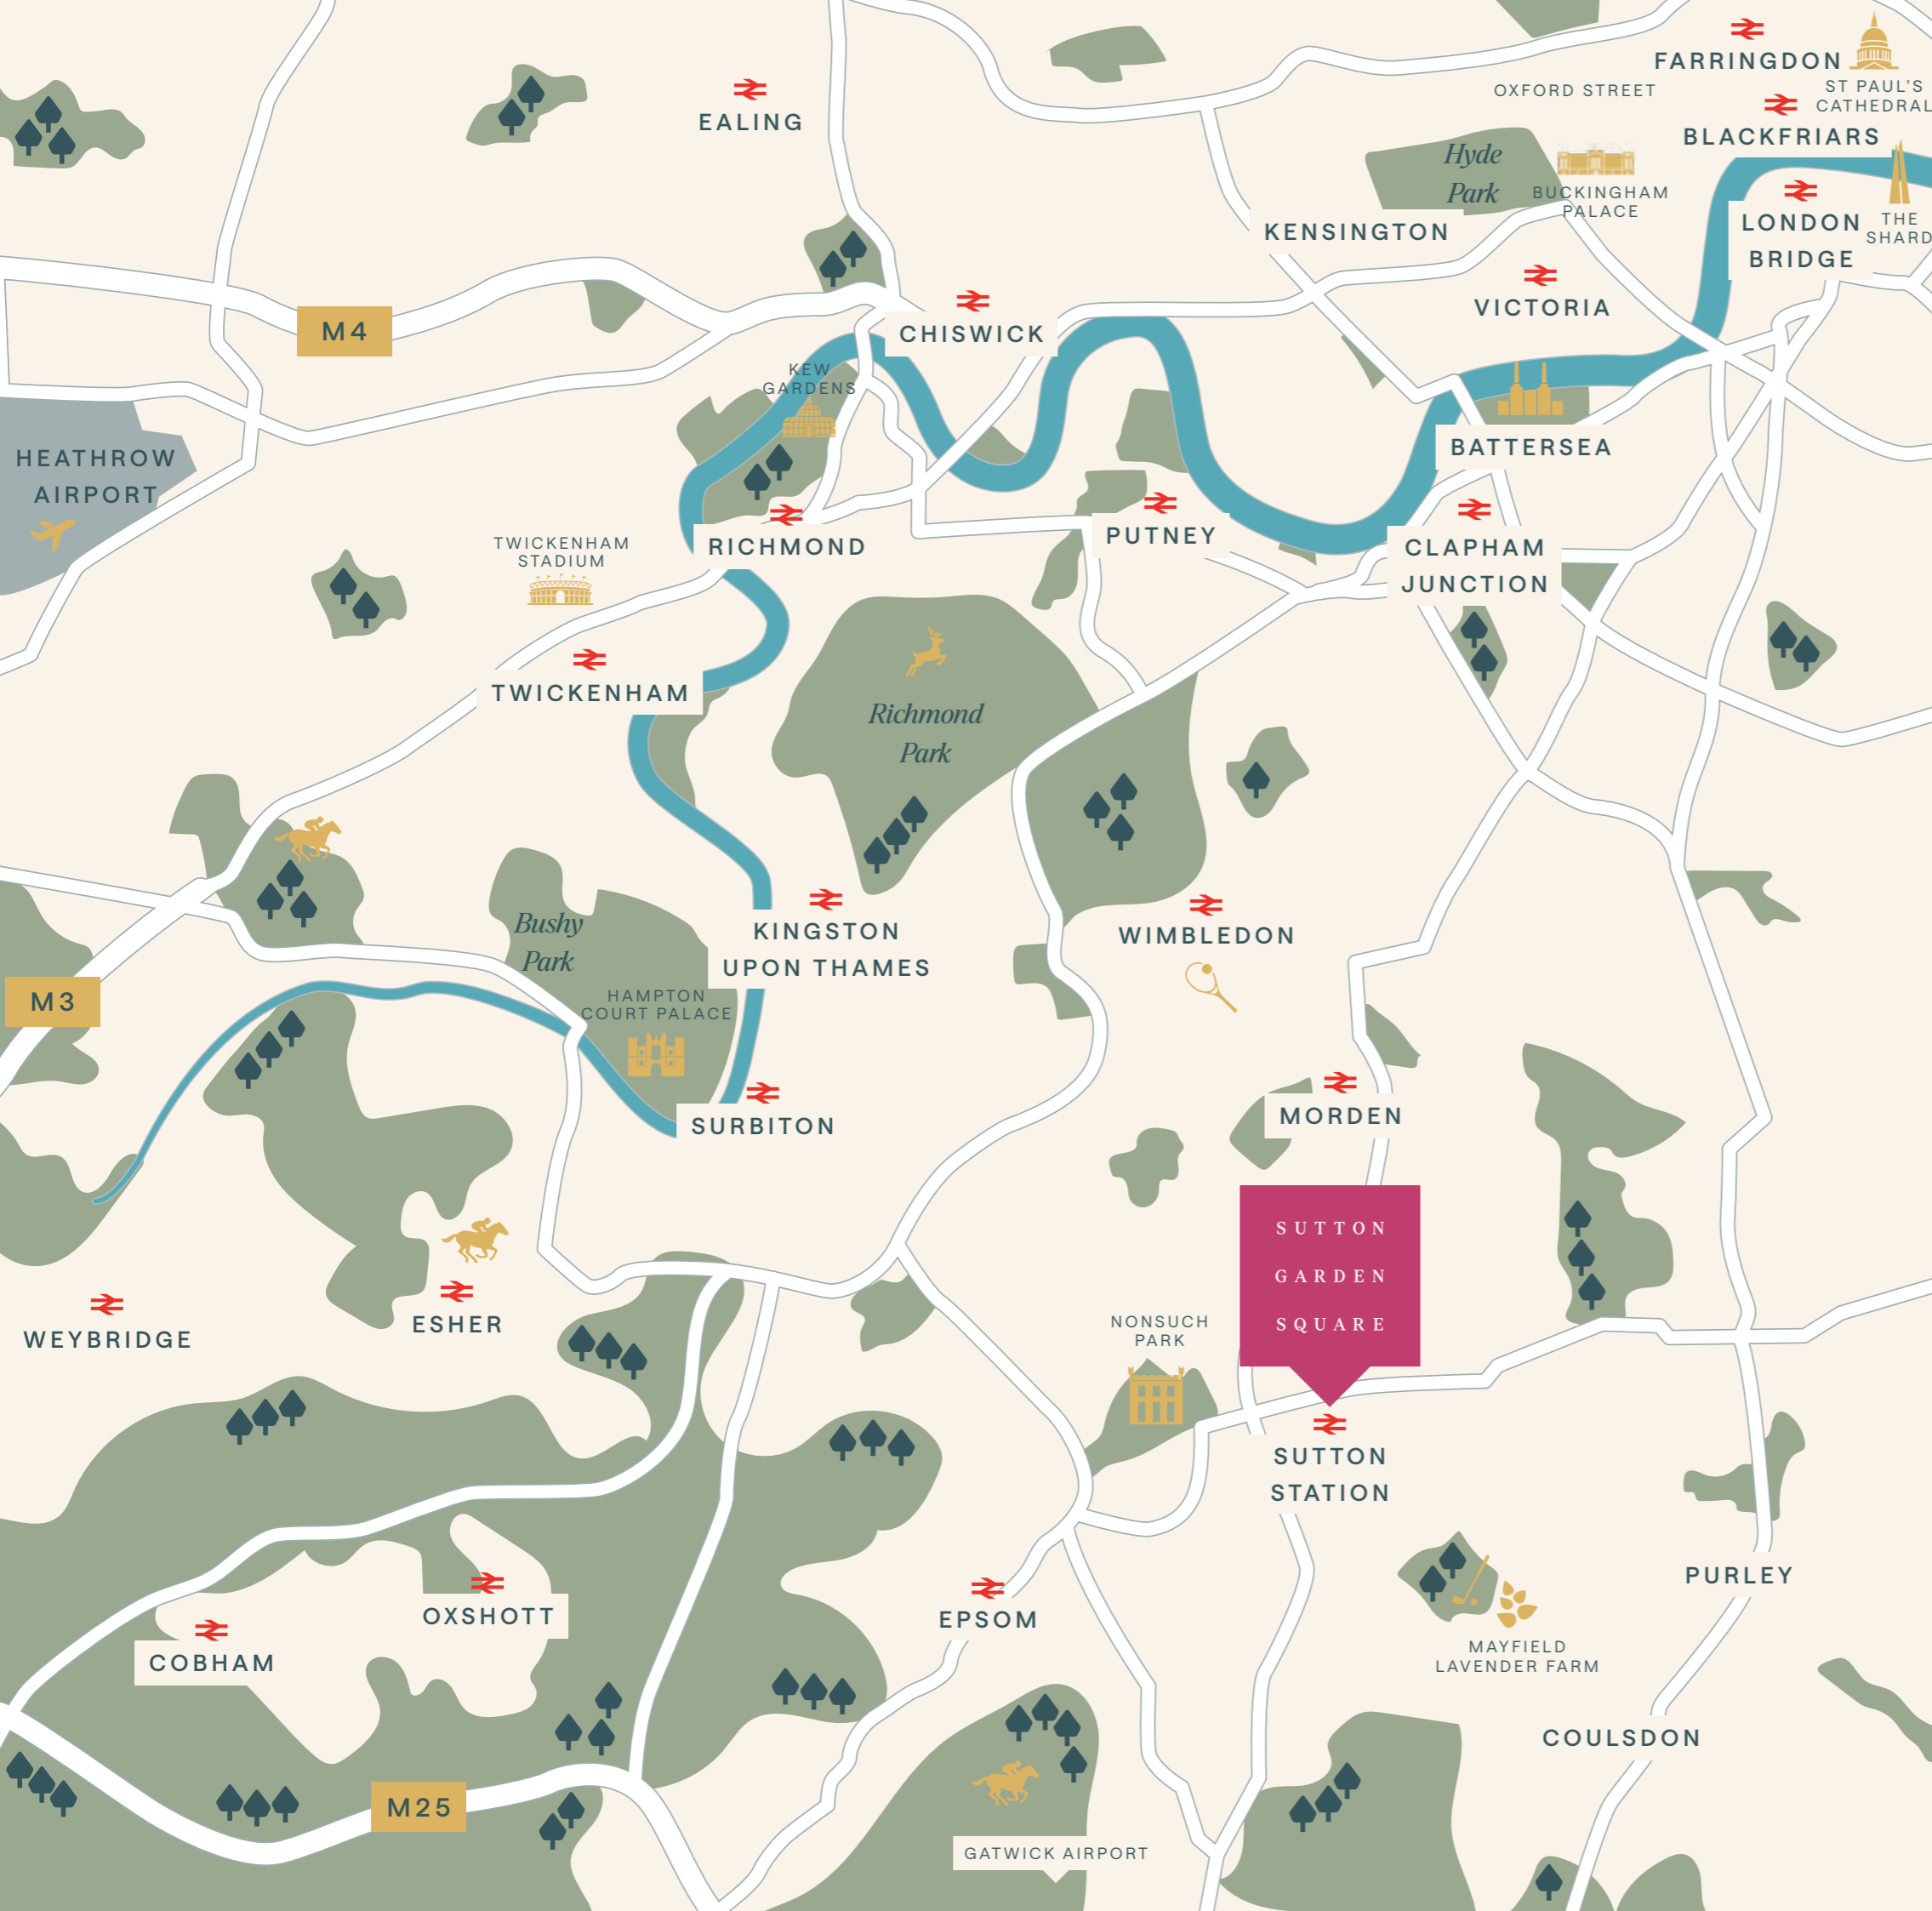 FARRINGDON
OXFORD STREET
ST PAUL'S
CATHEDRAL
EALING
BLACKFRIARS
Hyde
Park
BUCKINGHAM
PALACE
LONDON
BRIDGE
THE
SHARD
KENSINGTON
VICTORIA
M4
CHISWICK
KEW
GARDENS
BATTERSEA
HEATHROW
AIRPORT
TWICKENHAM
STADIUM
RICHMOND
PUTNEY
CLAPHAM
JUNCTION
TWICKENHAM
Richmond
Park
Bushy
Park
KINGSTON
UPON THAMES
WIMBLEDON
M3
HAMPTON
COURT PALACE
SURBITON
MORDEN
SUTTON
GARDEN
SQUARE
WEYBRIDGE
ESHER
NONSUCH
PARK
SUTTON
STATION
OXSHOTT
EPSOM
PURLEY
COBHAM
MAYFIELD
LAVENDER FARM
COULSDON
M25
GATWICK AIRPORT